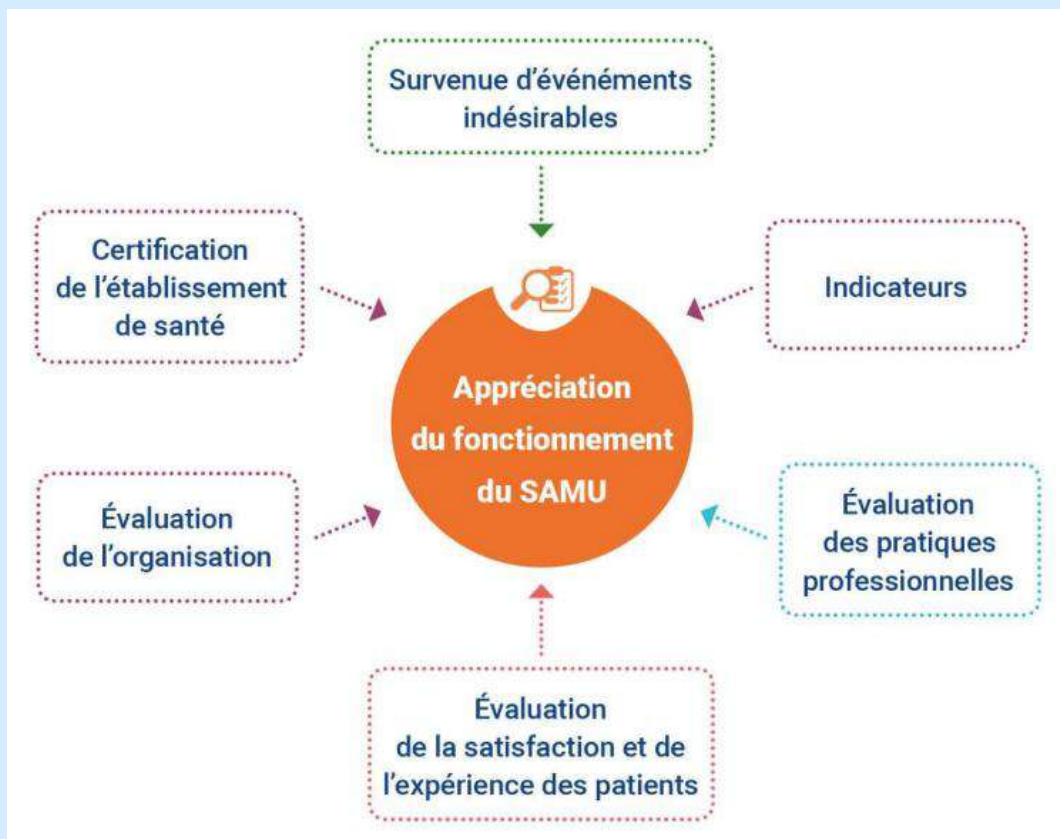 Survenue d'événéments
indésirables
Certification
de l'établissement
de santé
Indicateurs
Appréciation
du fonctionnement
du SAMU
Évaluation
de l'organisation
Évaluation
des pratiques
professionnelles
Évaluation
de la satisfaction et de
l'expérience des patients